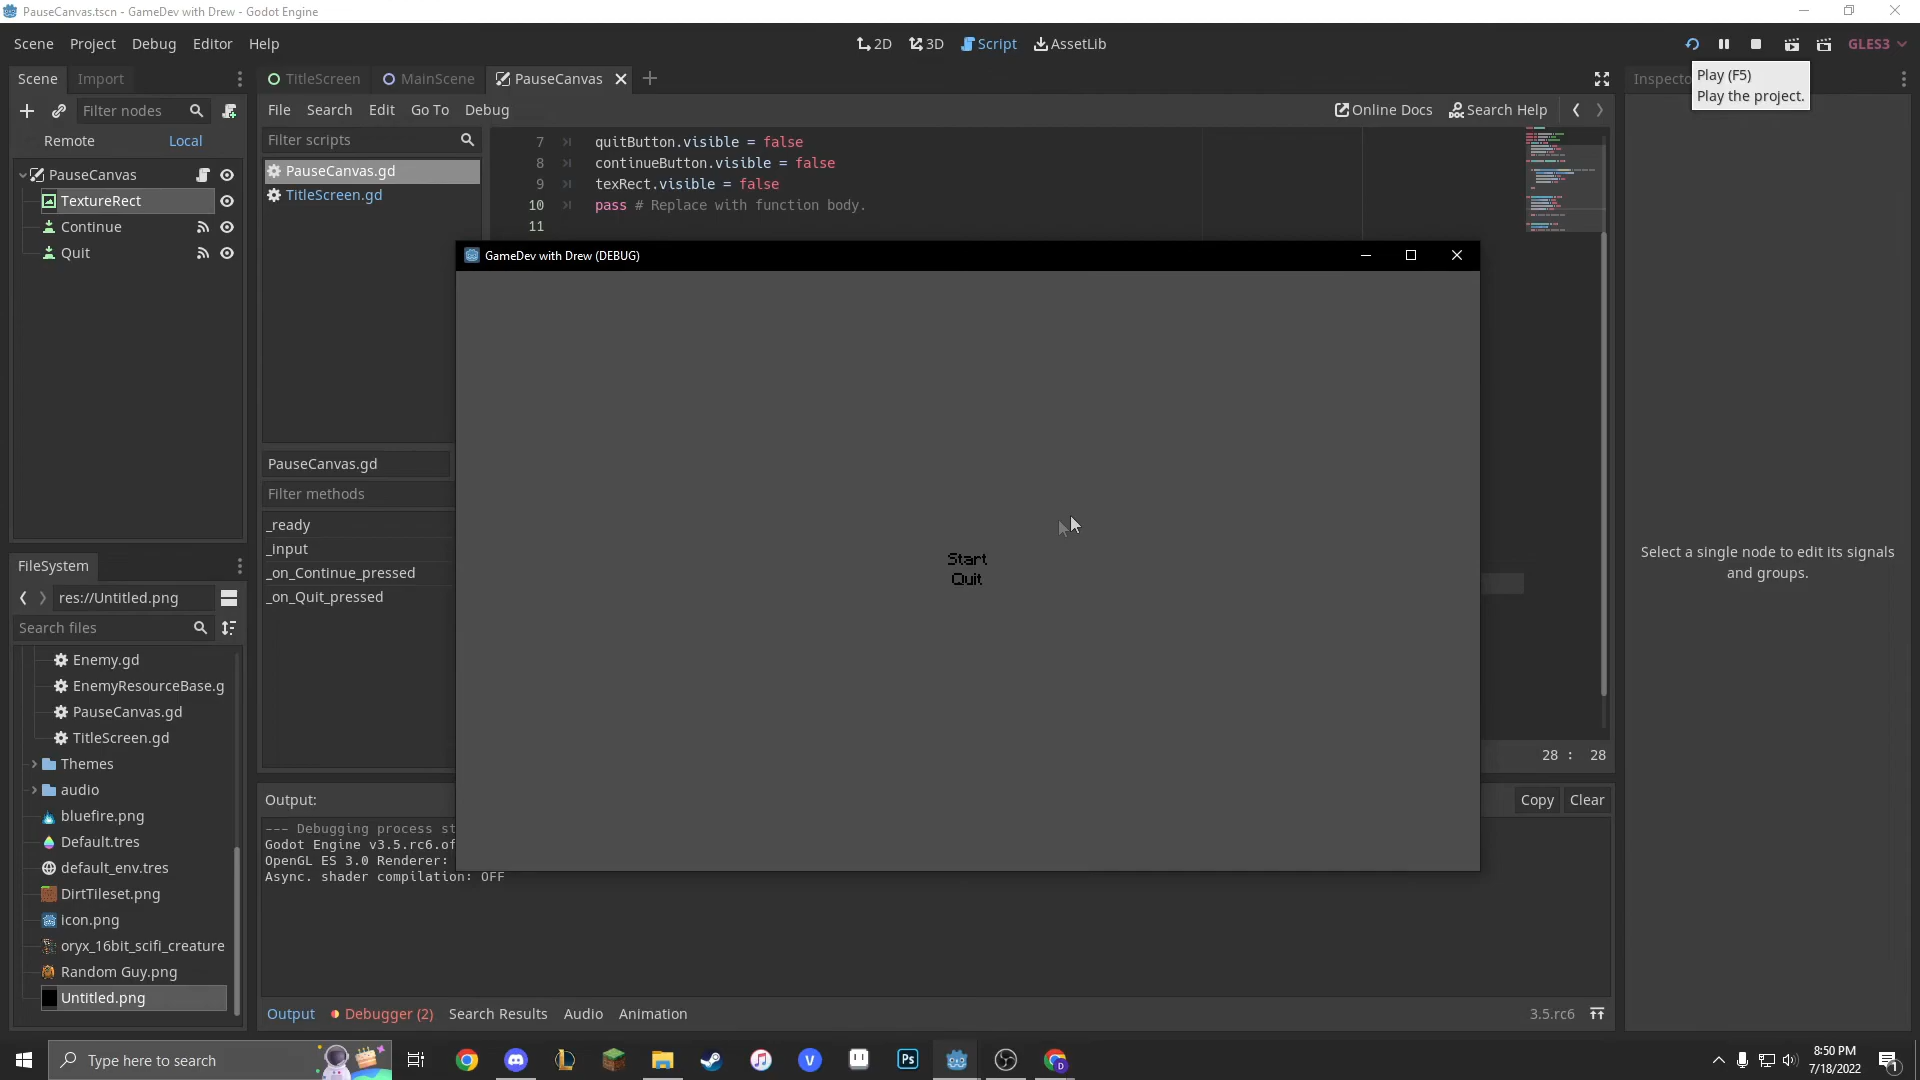 PauseCanvas.tscn - GameDev with Drew - Godot Engine
Scene Project Debug Editor Help
2D 3D Script AssetLib
GLES3
Scene Import
TitleScreen MainScene PauseCanvas
Play (F5)
Play the project.
Filter nodes
File Search Edit Go To Debug
Online Docs Search Help
Remote Local
Filter scripts
PauseCanvas
TextureRect
Continue
Quit
PauseCanvas.gd
TitleScreen.gd
7 quitButton.visible = false
8 continueButton.visible = false
9 texRect.visible = false
10 pass # Replace with function body.
11
GameDev with Drew (DEBUG)
Start
Quit
PauseCanvas.gd
Filter methods
_ready
_input
_on_Continue_pressed
_on_Quit_pressed
28 : 28
Select a single node to edit its signals
and groups.
FileSystem
res://Untitled.png
Search files
Enemy.gd
EnemyResourceBase.g
PauseCanvas.gd
TitleScreen.gd
Themes
audio
bluefire.png
Default.tres
default_env.tres
DirtTileset.png
icon.png
oryx_16bit_scifi_creature
Random Guy.png
Untitled.png
Output:
Copy Clear
--- Debugging process st
Godot Engine v3.5.rc6.of
OpenGL ES 3.0 Renderer:
Async. shader compilation: OFF
Output Debugger (2) Search Results Audio Animation
3.5.rc6
Type here to search
Ps
8:50 PM
7/18/2022